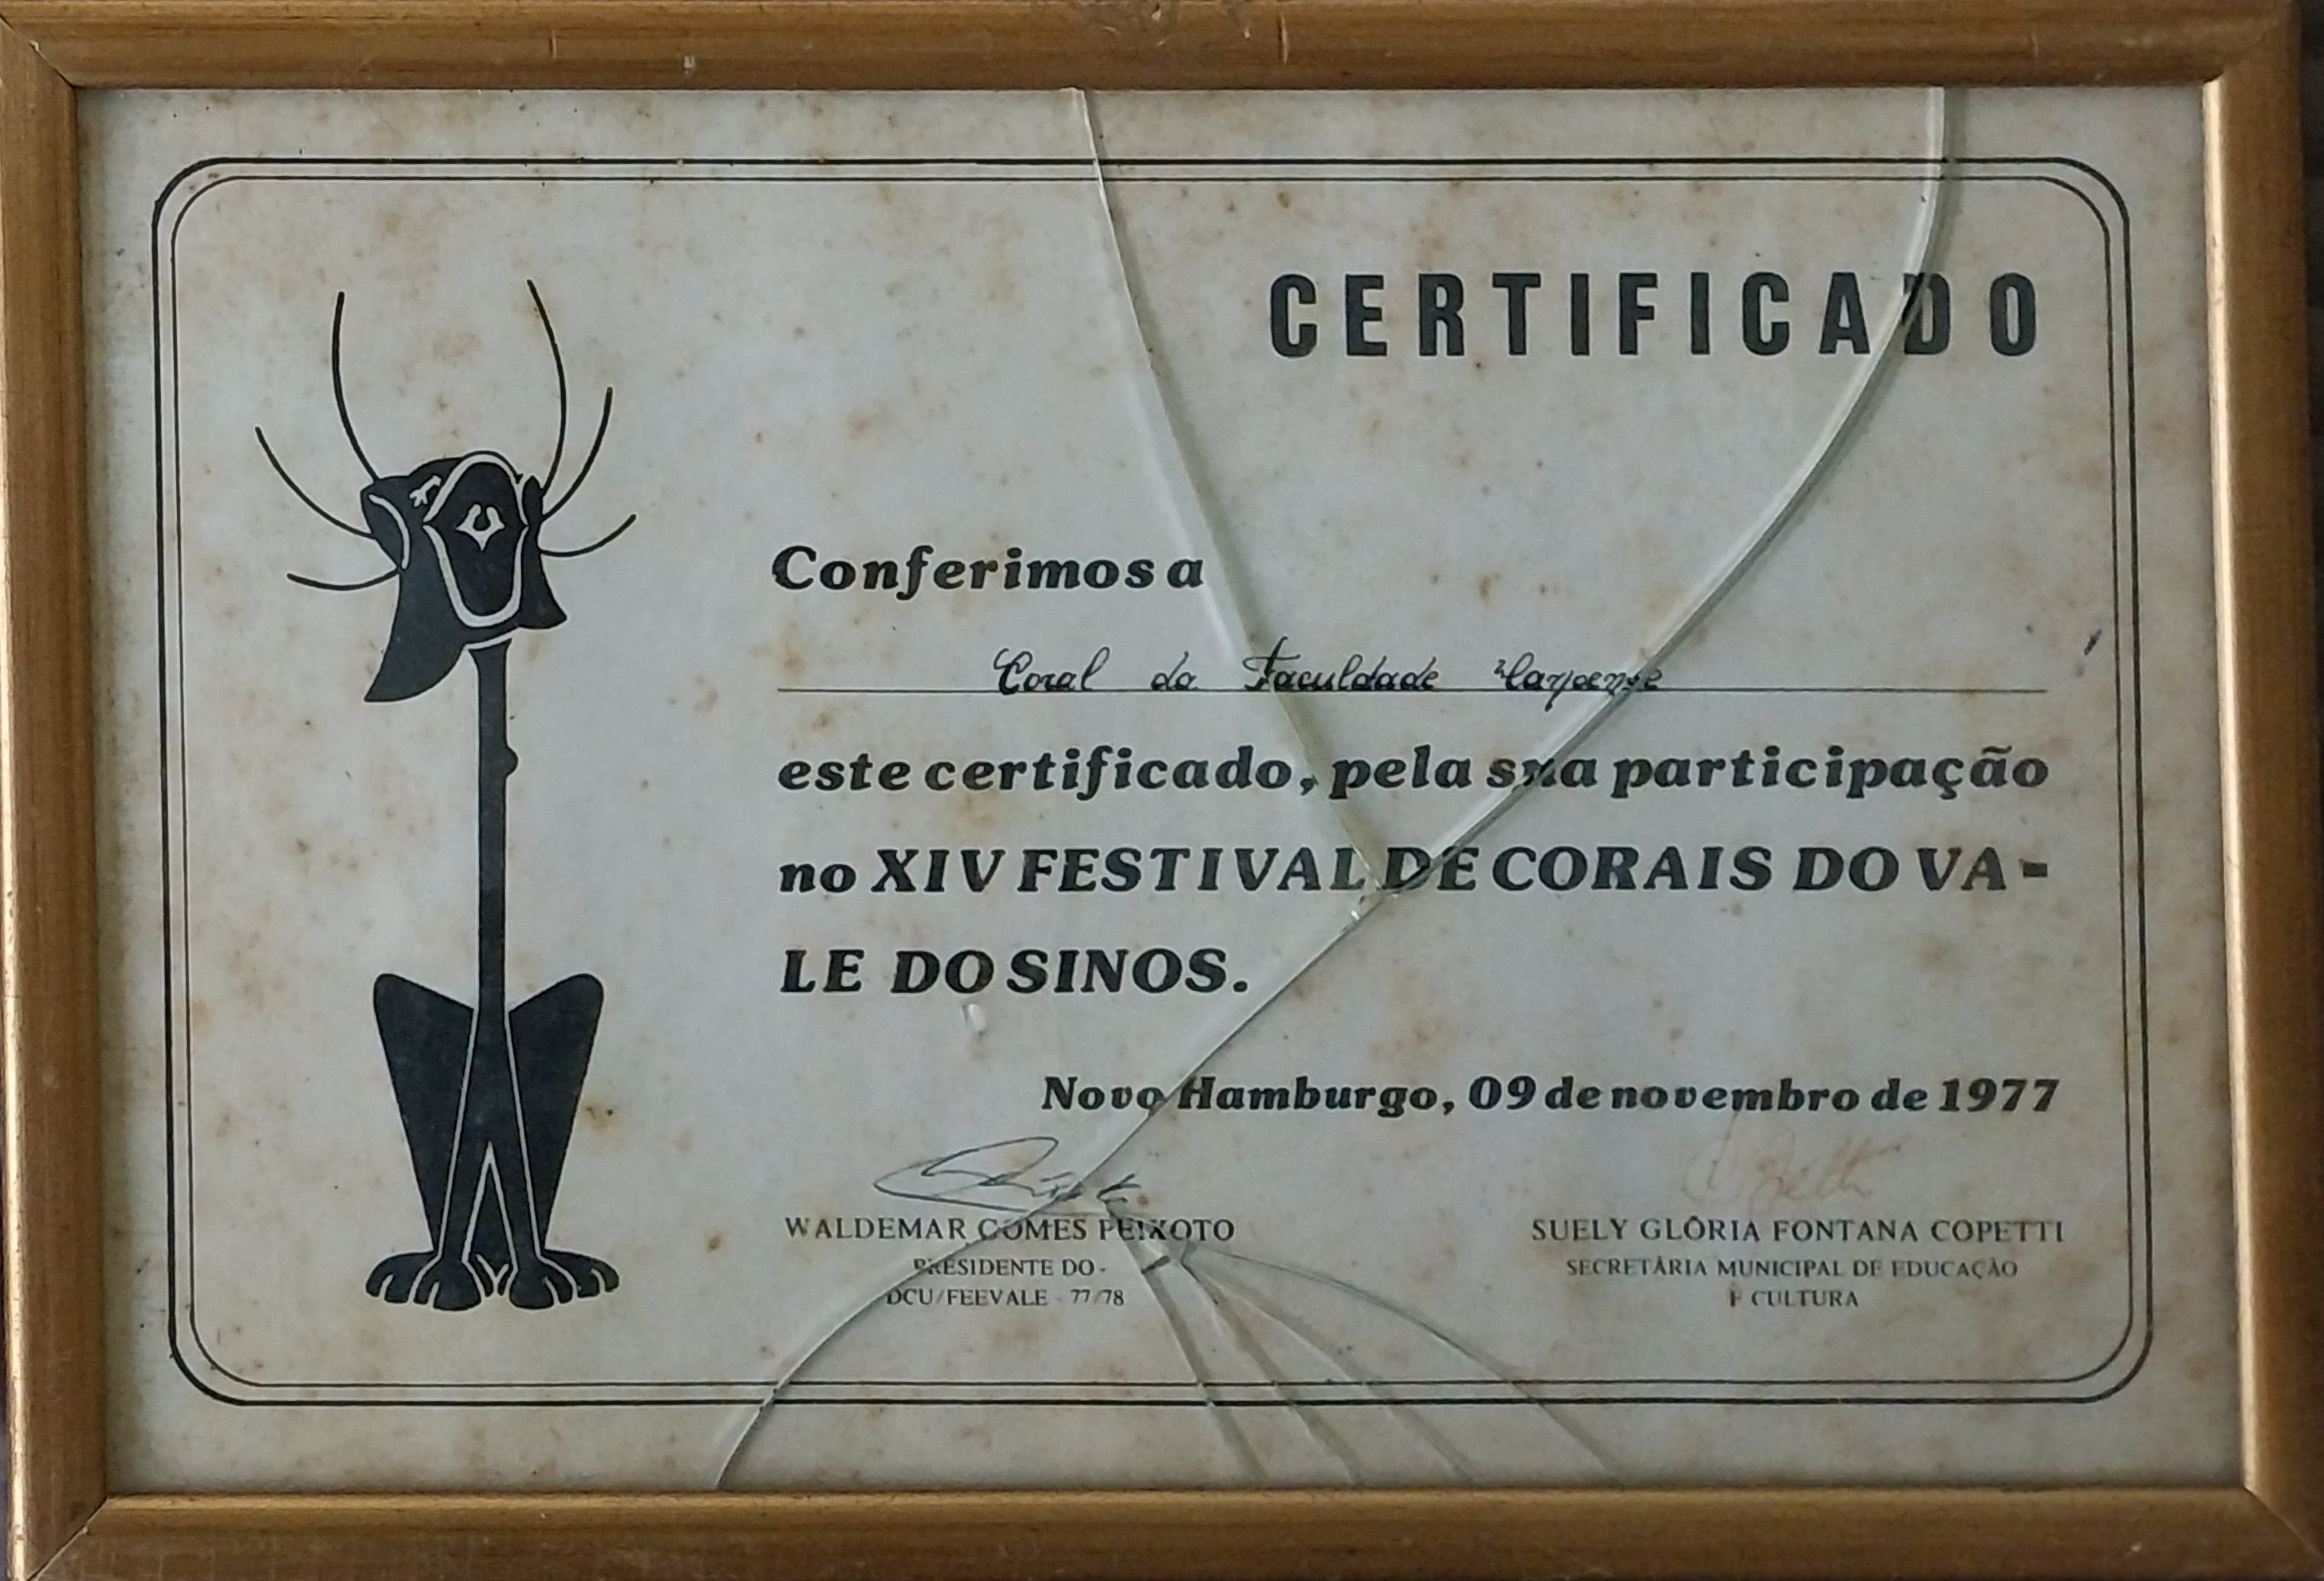 CERTIFICADO
Conferimos a
Coral da Faculdade
este certificado, pela sua participação
no XIV FESTIVAL DE CORAIS DO VA-
LE DO SINOS.
Novo Hamburgo, 09 de novembro de 1977
WALDEMAR GOMES PEIXOTO
PRESIDENTE DO -
DCU/FEEVALE - 77/78
SUELY GLÓRIA FONTANA COPETTI
SECRETÁRIA MUNICIPAL DE EDUCAÇÃO
E CULTURA